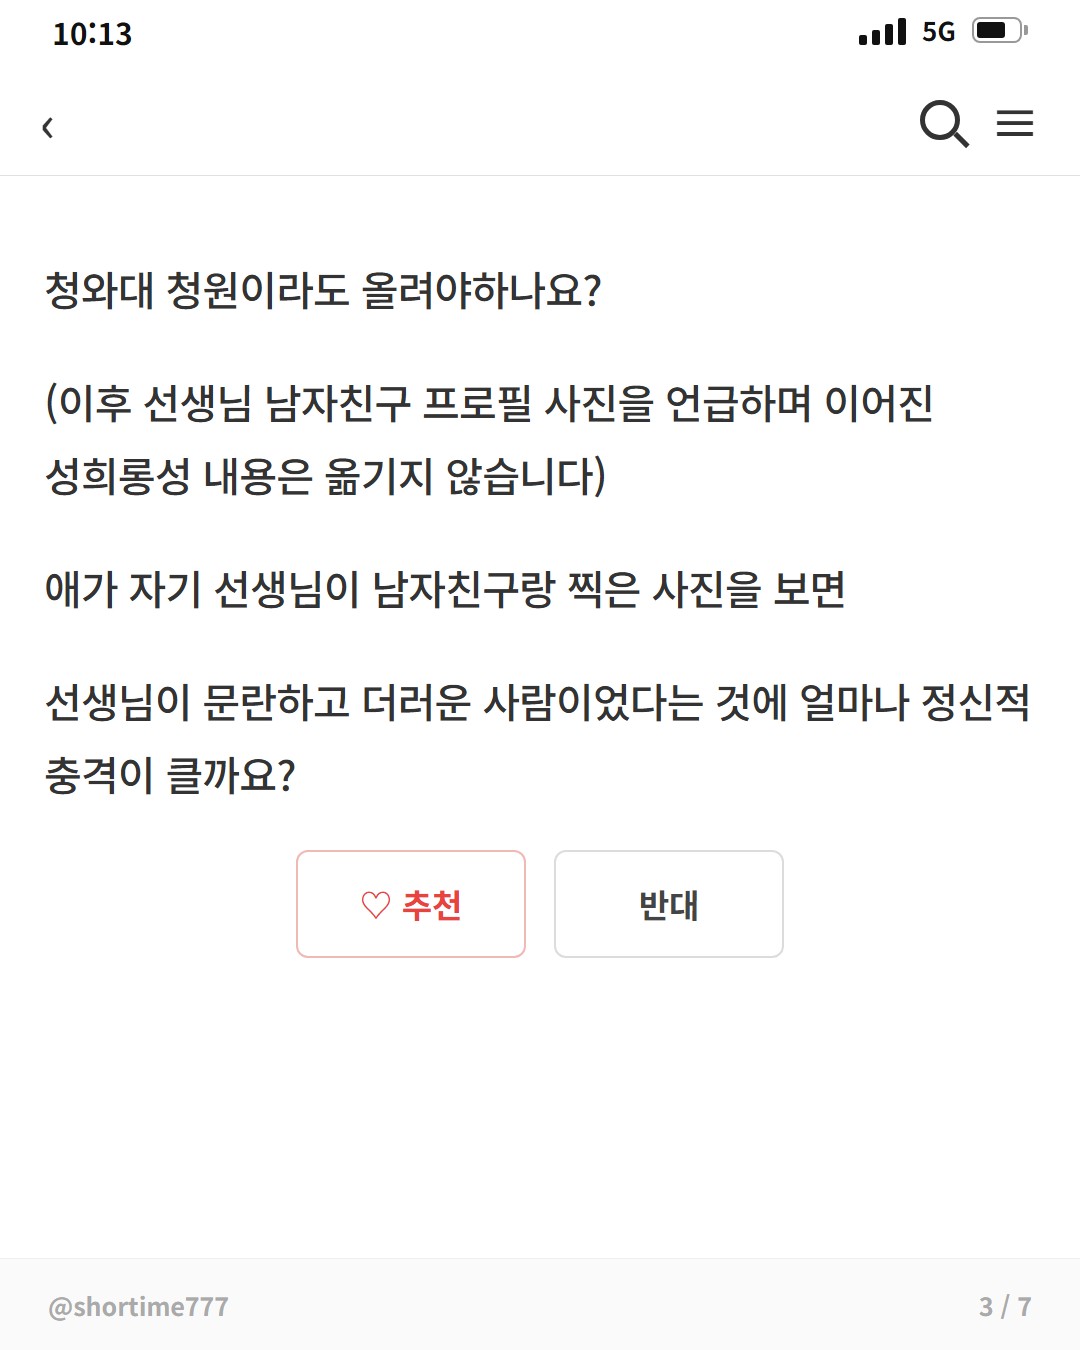 10:13
5G
청와대 청원이라도 올려야하나요?
(이후 선생님 남자친구 프로필 사진을 언급하며 이어진
성희롱성 내용은 옮기지 않습니다)
애가 자기 선생님이 남자친구랑 찍은 사진을 보면
선생님이 문란하고 더러운 사람이었다는 것에 얼마나 정신적
충격이 클까요?
♡ 추천
반대
@shortime777
3 / 7